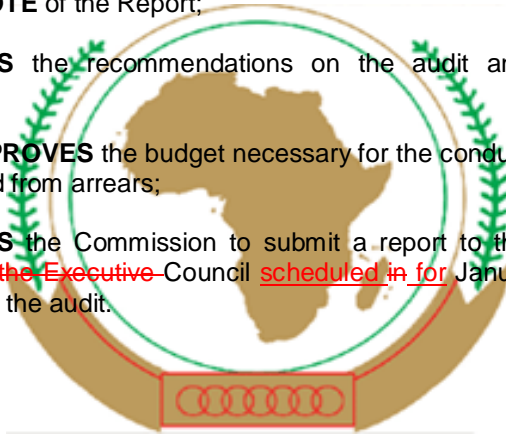 OTE of the Report;
S the recommendations on the audit an
PROVES the budget necessary for the condu
d from arrears;
S the Commission to submit a report to th
the Executive Council scheduled in for Janu
the audit.